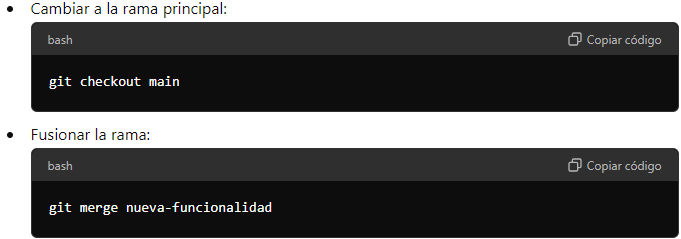 Cambiar a la rama principal:
bash Copiar código
git checkout main
Fusionar la rama:
bash Copiar código
git merge nueva-funcionalidad